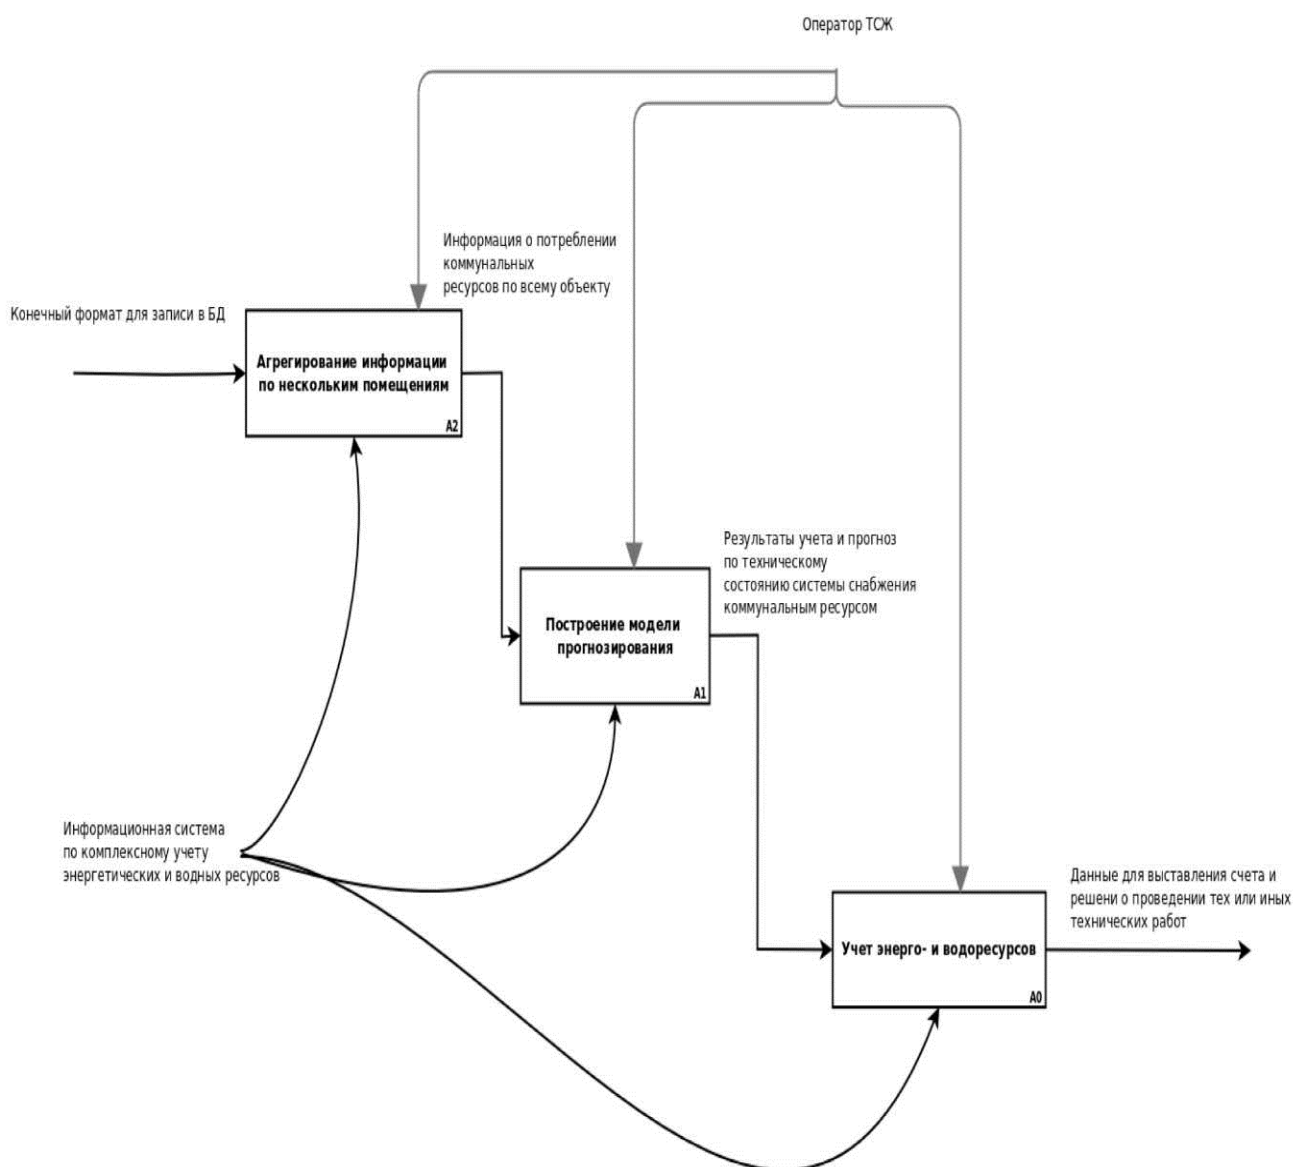 Оператор ТСЖ
Информация о потреблении
коммунальных
ресурсов по всему объекту
Конечный формат для записи в БД
Агрегирование информации
по нескольким помещениям
A2
Результаты учета и прогноз
по техническому
состоянию системы снабжения
коммунальным ресурсом
Построение модели
прогнозирования
A1
Информационная система
по комплексному учету
энергетических и водных ресурсов
Данные для выставления счета и
решени о проведении тех или иных
технических работ
Учет энерго- и водоресурсов
A0